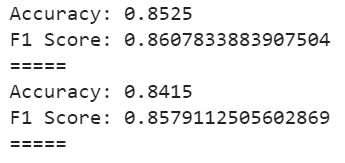 Accuracy: 0.8525
F1 Score: 0.8607833883907504
=====
Accuracy: 0.8415
F1 Score: 0.8579112505602869
=====